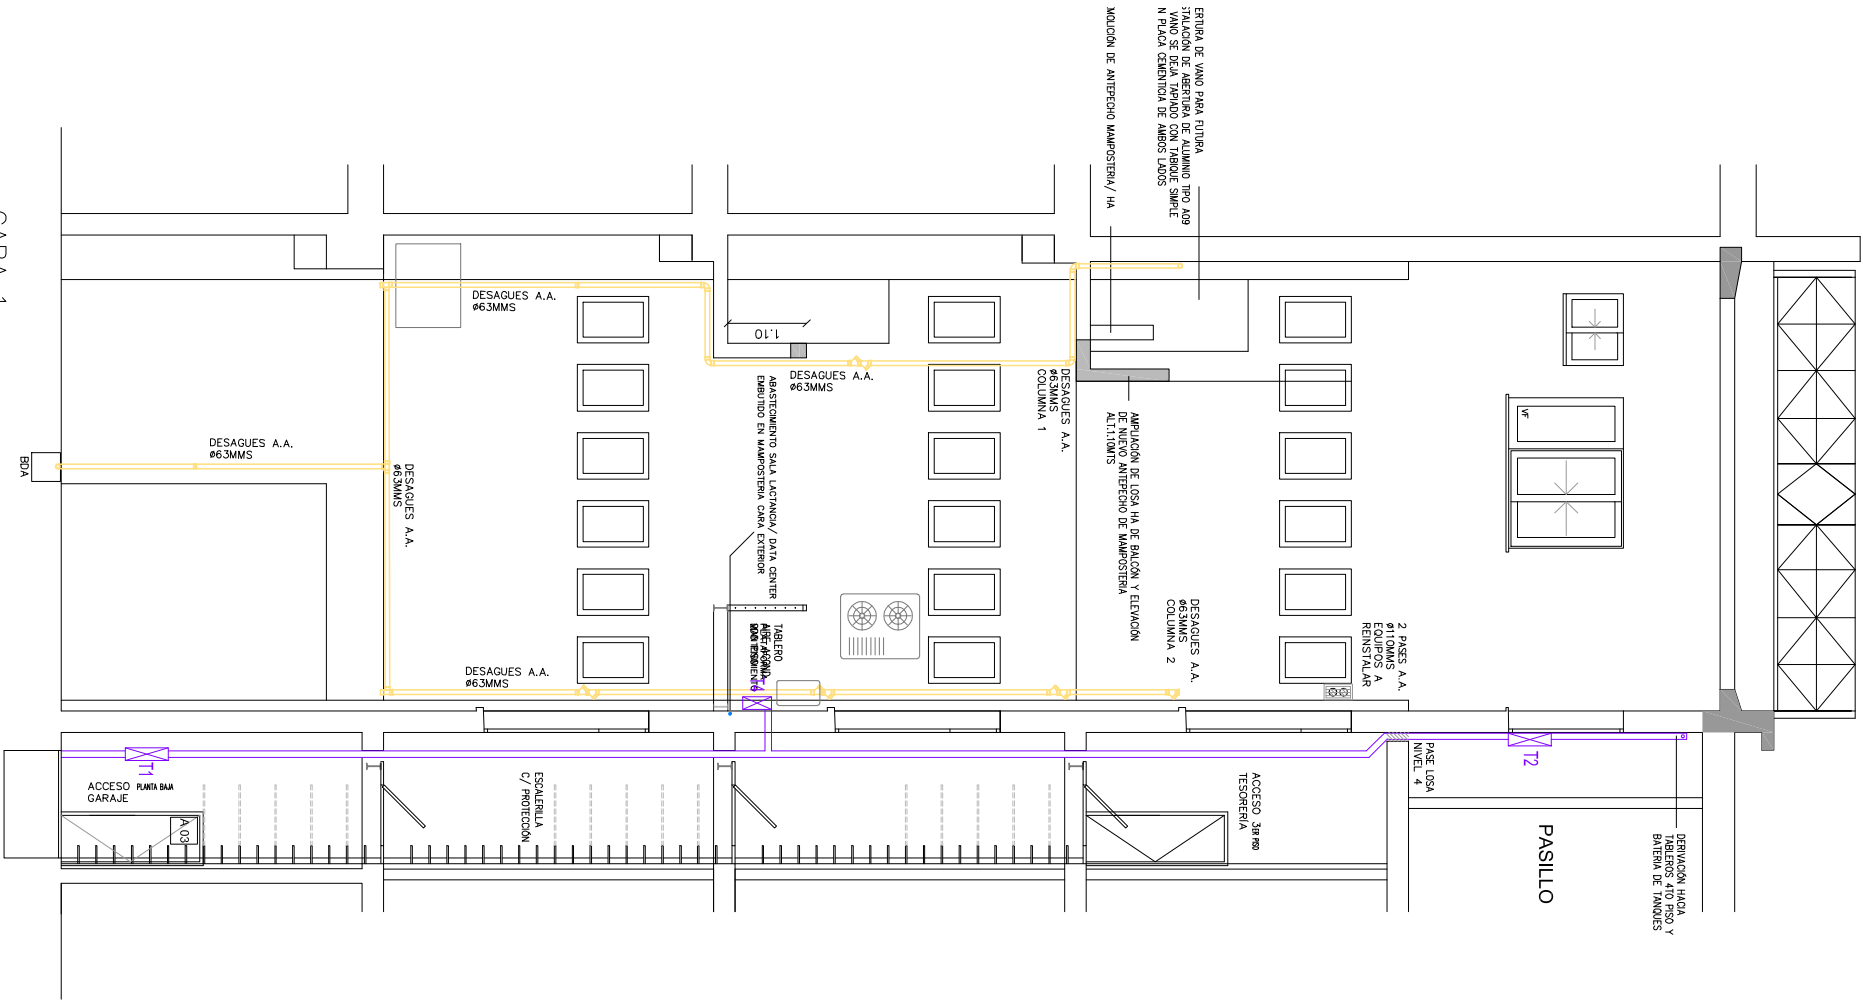 ERTURA DE VANO PARA FUTURA
STALACIÓN DE ABERTURA DE ALUMINIO TIPO A09
VANO SE DEJA TAPIADO CON TABIQUE SIMPLE
N PLACA CEMENTICIA DE AMBOS LADOS
MOLICIÓN DE ANTEPECHO MAMPOSTERIA/ HA
CARA 1
DESAGUES A.A.
ø63MMS
1.10
DESAGUES A.A.
ø63MMS
DESAGUES A.A.
ø63MMS
COLUMNA 1
AMPLIACIÓN DE LOSA HA DE BALCÓN Y ELEVACIÓN
DE NUEVO ANTEPECHO DE MAMPOSTERIA
ALT.1.10MTS
ABASTECIMIENTO SALA LACTANCIA/ DATA CENTER
EMBUTIDO EN MAMPOSTERIA CARA EXTERIOR
VF
DESAGUES A.A.
ø63MMS
BDA
DESAGUES A.A.
ø63MMS
DESAGUES A.A.
ø63MMS
DESAGUES A.A.
ø63MMS
COLUMNA 2
2 PASES A.A.
ø110MMS
EQUIPOS A
REINSTALAR
TABLERO
T1
ACCESO PLANTA BAJA
GARAJE
A.03
ESCALERILLA
C/ PROTECCIÓN
ACCESO 3ER PISO
TESORERÍA
PASE LOSA
NIVEL 4
T2
PASILLO
DERIVACIÓN HACIA
TABLEROS 4TO PISO Y
BATERIA DE TANQUES